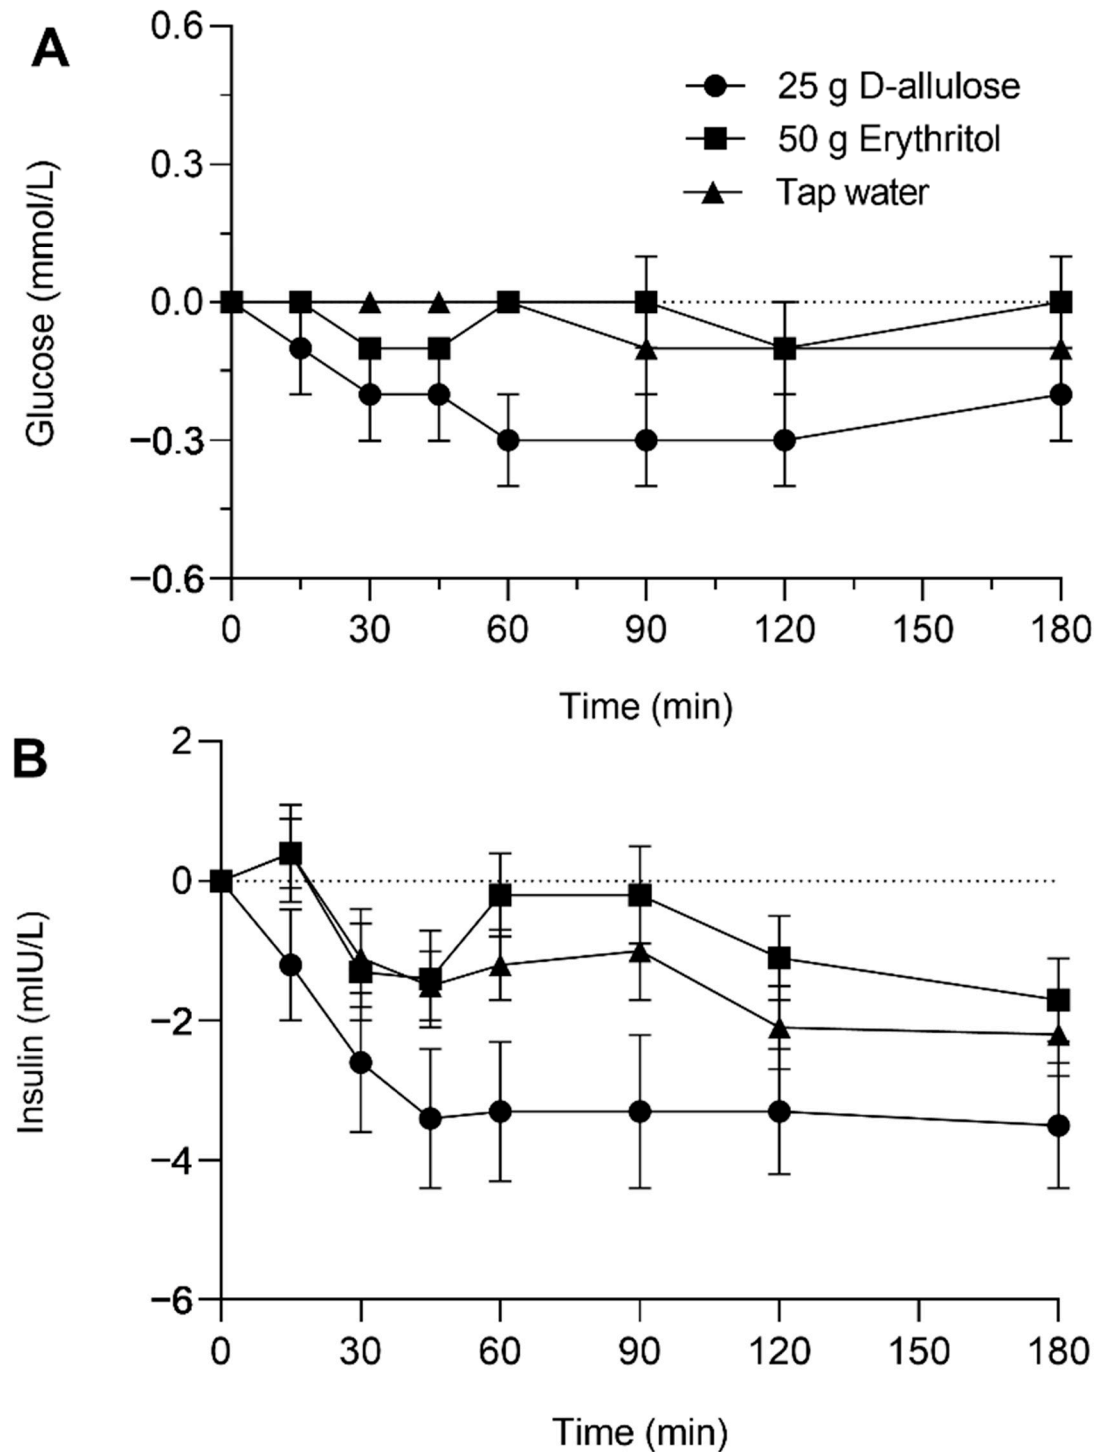 A
0.6
0.3
0.0
−0.3
−0.6
Glucose (mmol/L)
25 g D-allulose
50 g Erythritol
Tap water
0 30 60 90 120 150 180
Time (min)
B
2
0
−2
−4
−6
Insulin (mIU/L)
0 30 60 90 120 150 180
Time (min)